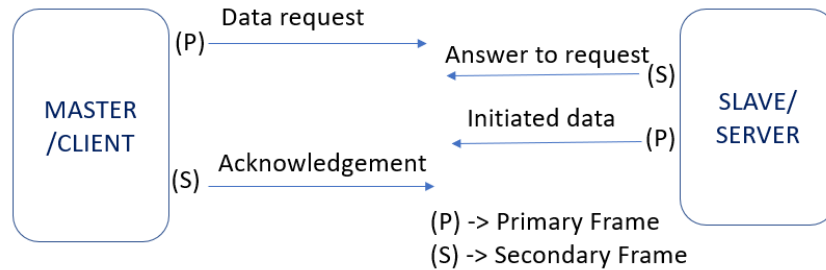 Data request
(P)
Answer to request
(S)
MASTER
/CLIENT
SLAVE/
SERVER
Initiated data
(P)
Acknowledgement
(S)
(P) -> Primary Frame
(S) -> Secondary Frame